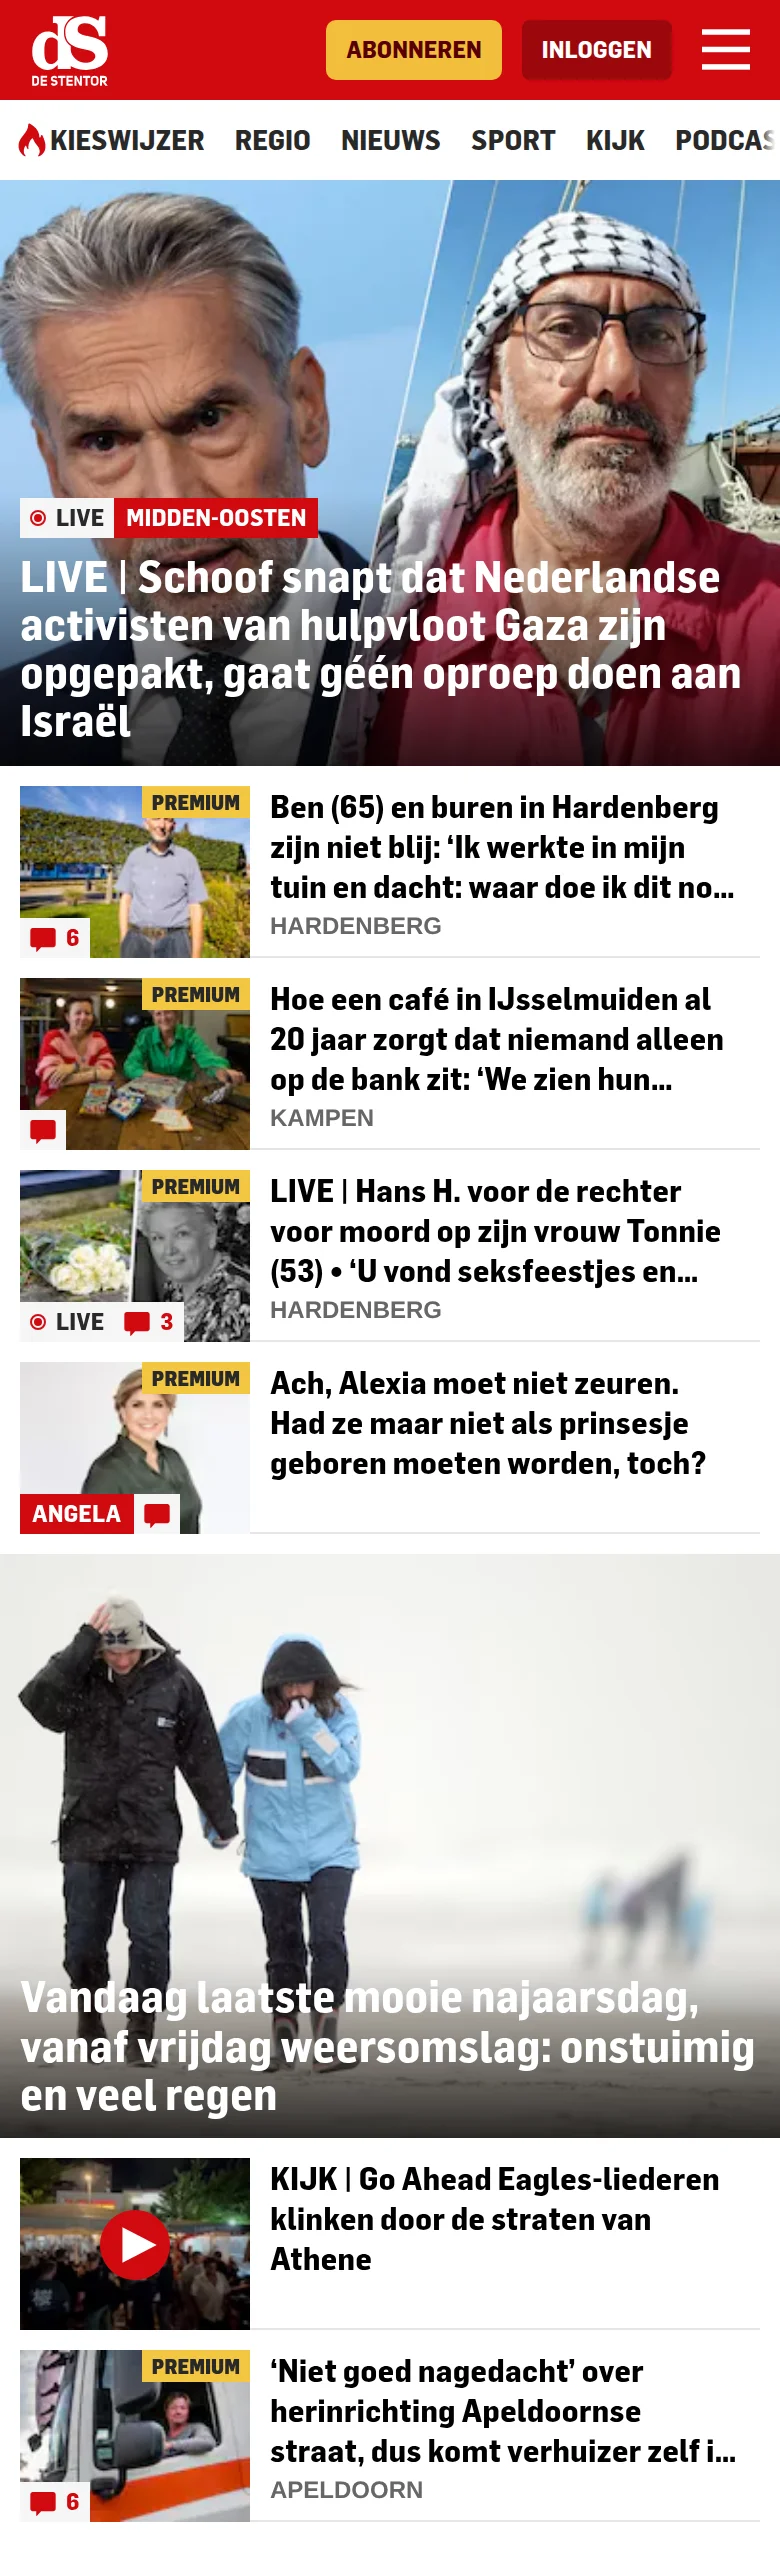 dS
DE STENTOR
ABONNEREN
INLOGGEN
KIESWIJZER REGIO NIEUWS SPORT KIJK PODCAS
LIVE MIDDEN-OOSTEN
LIVE | Schoof snapt dat Nederlandse
activisten van hulpvloot Gaza zijn
opgepakt, gaat géén oproep doen aan
Israël
PREMIUM
6
Ben (65) en buren in Hardenberg
zijn niet blij: ‘Ik werkte in mijn
tuin en dacht: waar doe ik dit no...
HARDENBERG
PREMIUM
Hoe een café in IJsselmuiden al
20 jaar zorgt dat niemand alleen
op de bank zit: ‘We zien hun...
KAMPEN
PREMIUM
LIVE 3
LIVE | Hans H. voor de rechter
voor moord op zijn vrouw Tonnie
(53) • ‘U vond seksfeestjes en...
HARDENBERG
PREMIUM
ANGELA
Ach, Alexia moet niet zeuren.
Had ze maar niet als prinsesje
geboren moeten worden, toch?
Vandaag laatste mooie najaarsdag,
vanaf vrijdag weersomslag: onstuimig
en veel regen
KIJK | Go Ahead Eagles-liederen
klinken door de straten van
Athene
PREMIUM
6
‘Niet goed nagedacht’ over
herinrichting Apeldoornse
straat, dus komt verhuizer zelf i...
APELDOORN